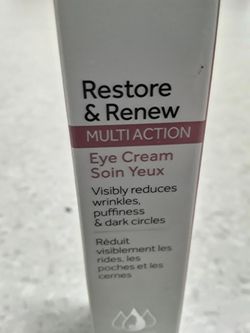 Restore
& Renew
MULTI ACTION
Eye Cream
Soin Yeux
Visibly reduces
wrinkles,
puffiness
& dark circles
Réduit
visiblement les
rides, les
poches et les
cernes